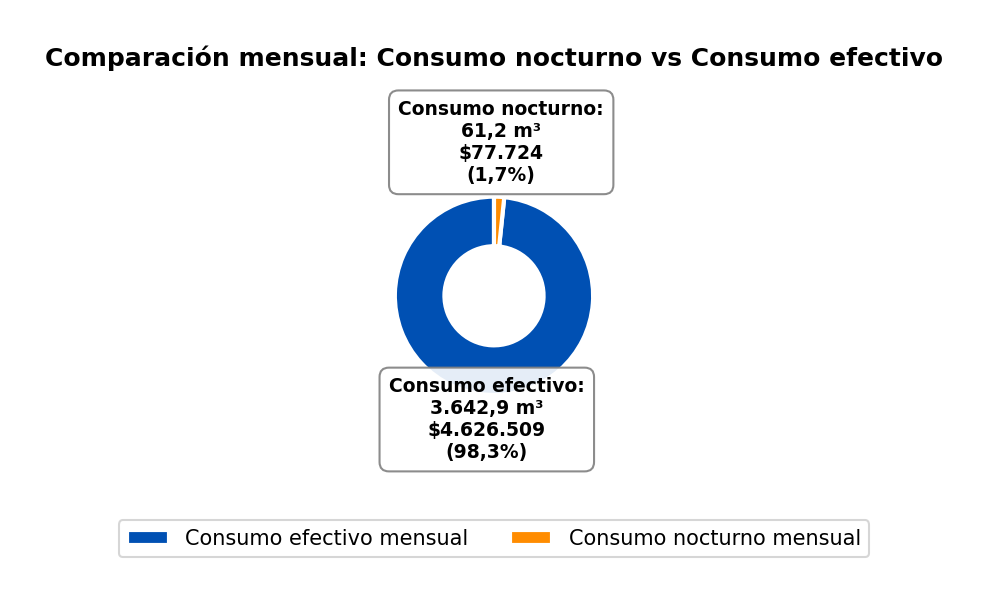 Comparación mensual: Consumo nocturno vs Consumo efectivo
Consumo nocturno:
61,2 m³
$77.724
(1,7%)
Consumo efectivo:
3.642,9 m³
$4.626.509
(98,3%)
Consumo efectivo mensual
Consumo nocturno mensual